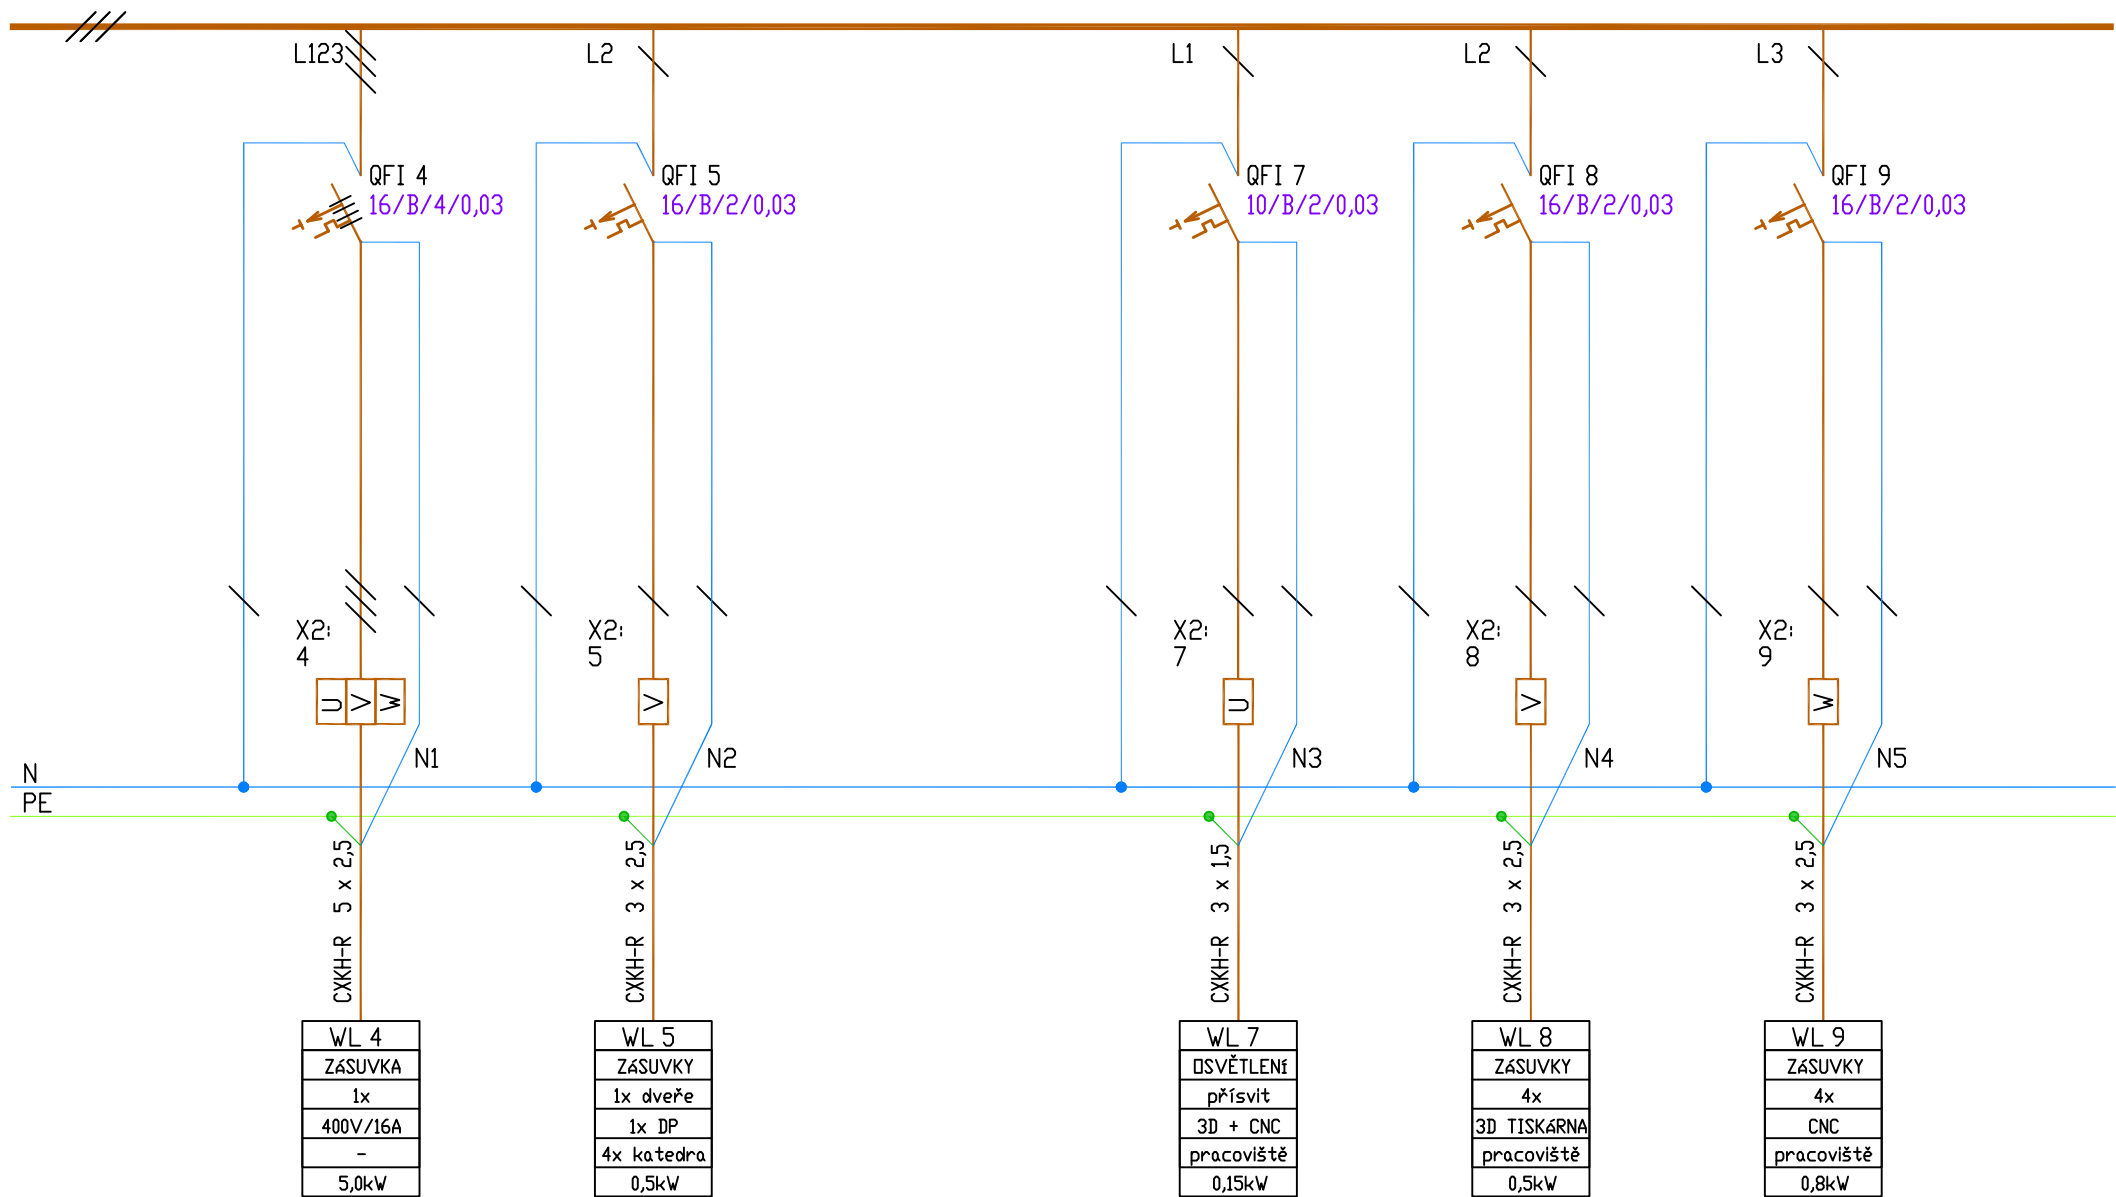 L123
L2
L1
L2
L3
QFI 4
16/B/4/0,03
QFI 5
16/B/2/0,03
QFI 7
10/B/2/0,03
QFI 8
16/B/2/0,03
QFI 9
16/B/2/0,03
X2:
4
X2:
5
X2:
7
X2:
8
X2:
9
U V W
V
U
V
W
N1
N2
N3
N4
N5
N
PE
CXKH-R 5 x 2,5
CXKH-R 3 x 2,5
CXKH-R 3 x 1,5
CXKH-R 3 x 2,5
CXKH-R 3 x 2,5
WL 4
ZáSUVKA
1x
400V/16A
-
5,0kW
WL 5
ZáSUVKY
1x dveře
1x DP
4x katedra
0,5kW
WL 7
OSVĚTLENí
přísvit
3D + CNC
pracoviště
0,15kW
WL 8
ZáSUVKY
4x
3D TISKáRNA
pracoviště
0,5kW
WL 9
ZáSUVKY
4x
CNC
pracoviště
0,8kW